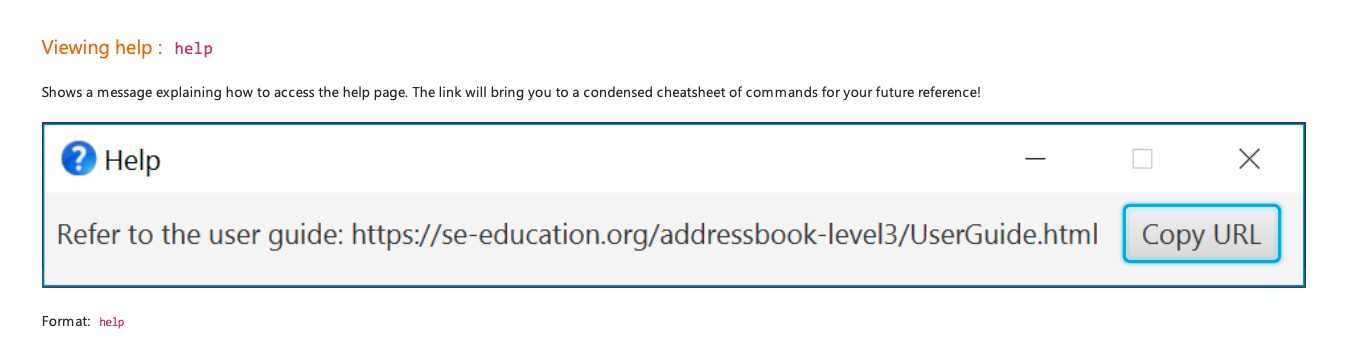 Viewing help : help
Shows a message explaining how to access the help page. The link will bring you to a condensed cheatsheet of commands for your future reference!
? Help
Refer to the user guide: https://se-education.org/addressbook-level3/UserGuide.html Copy URL
Format: help